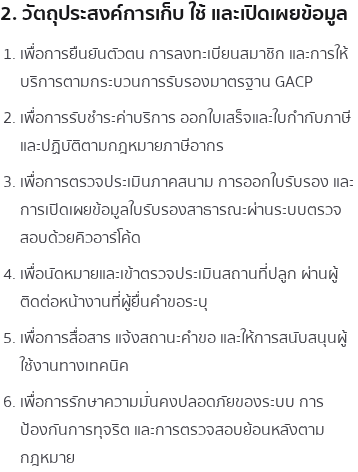 2. วัตถุประสงค์การเก็บ ใช้ และเปิดเผยข้อมูล
1. เพื่อการยืนยันตัวตน การลงทะเบียนสมาชิก และการให้
บริการตามกระบวนการรับรองมาตรฐาน GACP
2. เพื่อการรับชำระค่าบริการ ออกใบเสร็จและใบกำกับภาษี
และปฏิบัติตามกฎหมายภาษีอากร
3. เพื่อการตรวจประเมินภาคสนาม การออกใบรับรอง และ
การเปิดเผยข้อมูลใบรับรองสาธารณะผ่านระบบตรวจ
สอบด้วยคิวอาร์โค้ด
4. เพื่อนัดหมายและเข้าตรวจประเมินสถานที่ปลูก ผ่านผู้
ติดต่อหน้างานที่ผู้ยื่นคำขอระบุ
5. เพื่อการสื่อสาร แจ้งสถานะคำขอ และให้การสนับสนุนผู้
ใช้งานทางเทคนิค
6. เพื่อการรักษาความมั่นคงปลอดภัยของระบบ การ
ป้องกันการทุจริต และการตรวจสอบย้อนหลังตาม
กฎหมาย